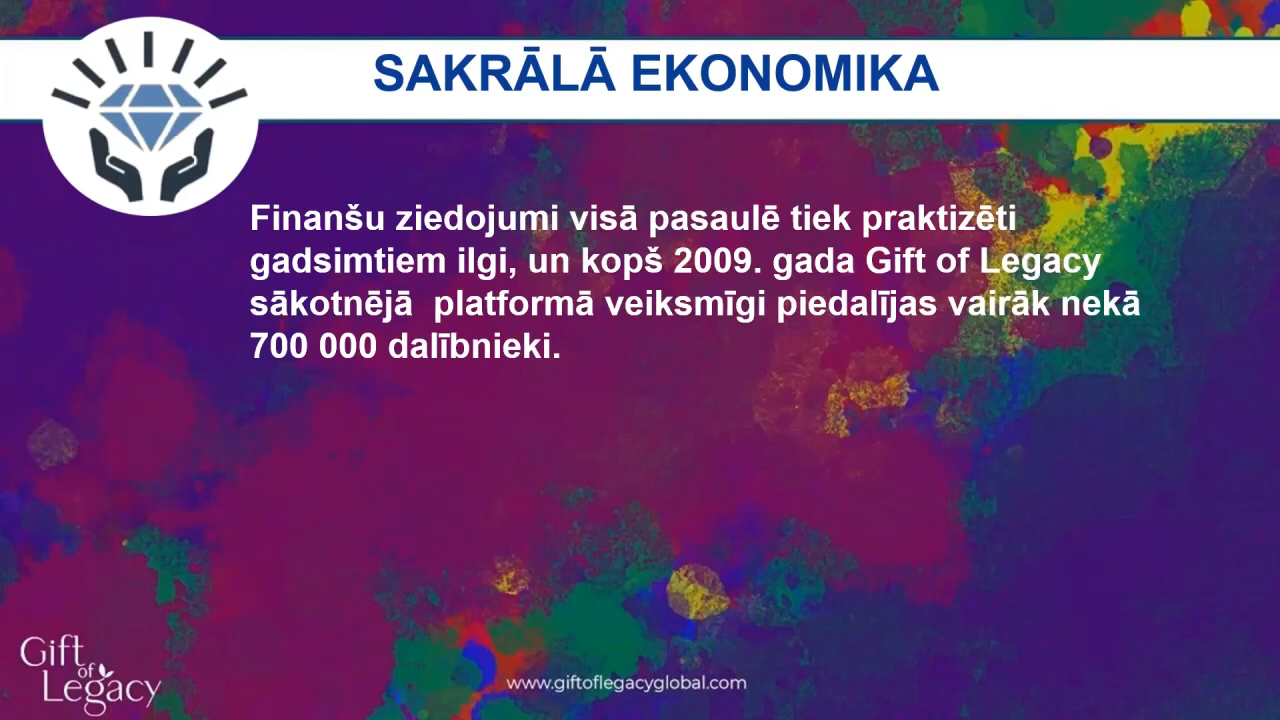 SAKRĀLĀ EKONOMIKA
Finanšu ziedojumi visā pasaulē tiek praktizēti
gadsimtiem ilgi, un kopš 2009. gada Gift of Legacy
sākotnējā  platformā veiksmīgi piedalījas vairāk nekā
700 000 dalībnieki.
Gift
of
Legacy
www.giftoflegacyglobal.com